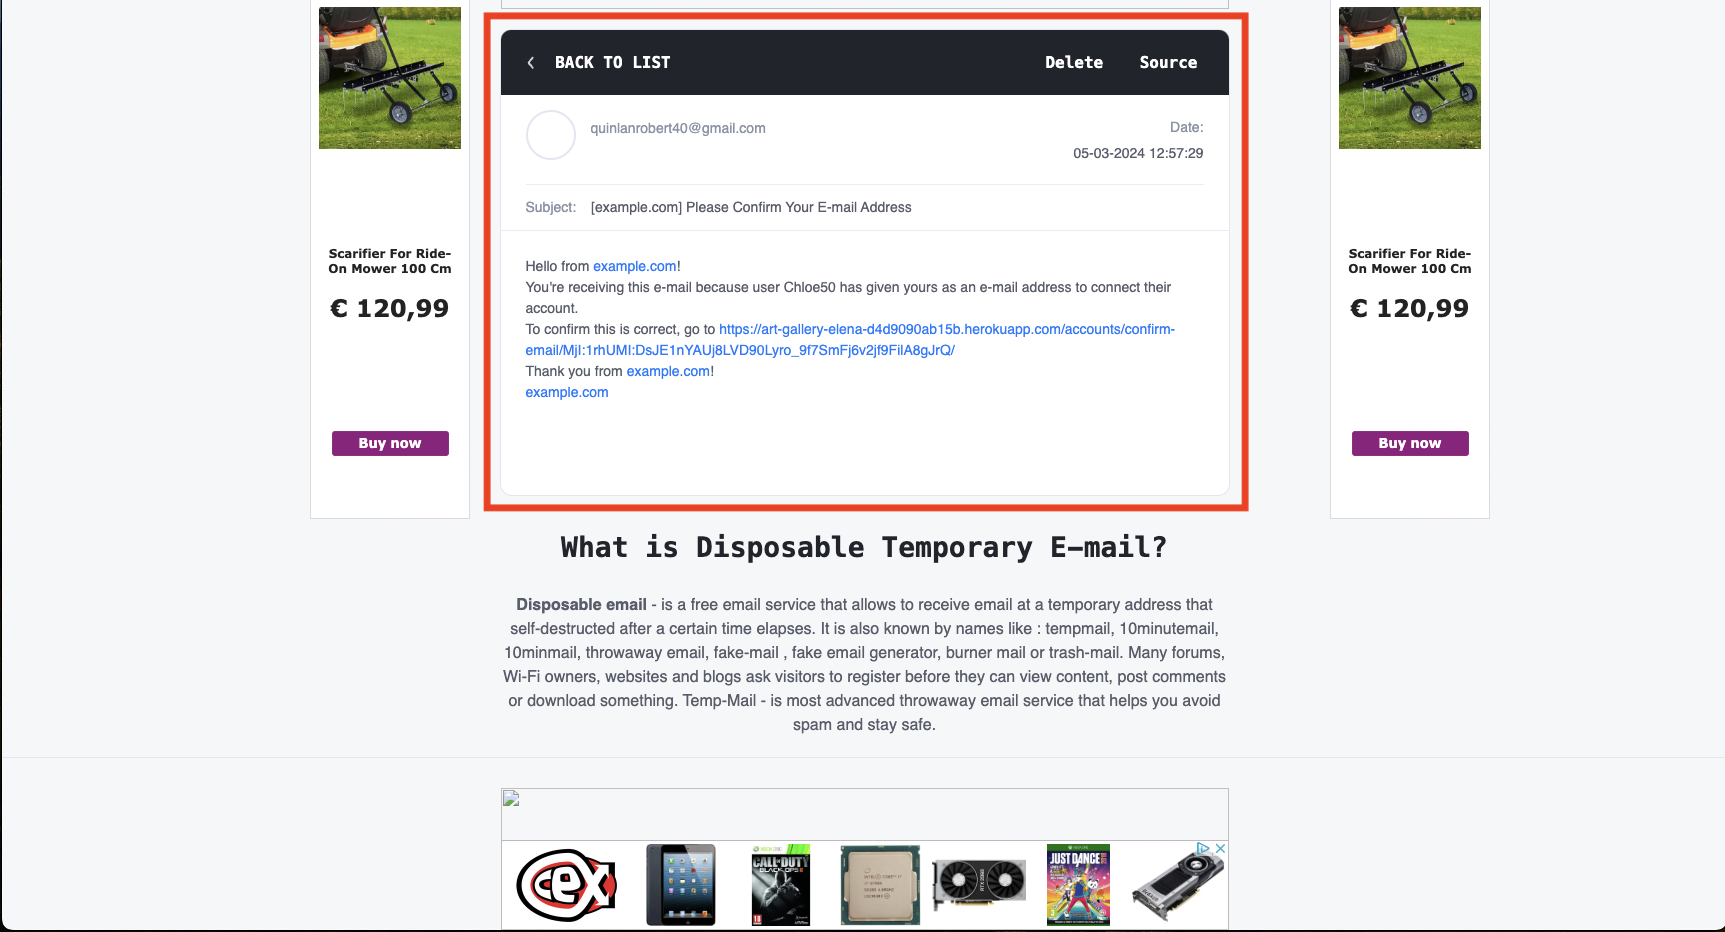 BACK TO LIST
Delete
Source
quinlanrobert40@gmail.com
Date:
05-03-2024 12:57:29
Subject: [example.com] Please Confirm Your E-mail Address
Hello from example.com!
You're receiving this e-mail because user Chloe50 has given yours as an e-mail address to connect their
account.
To confirm this is correct, go to https://art-gallery-elena-d4d9090ab15b.herokuapp.com/accounts/confirm-
email/MjI:1rhUMI:DsJE1nYAUj8LVD90Lyro_9f7SmFj6v2jf9FilA8gJrQ/
Thank you from example.com!
example.com
Scarifier For Ride-
On Mower 100 Cm
€ 120,99
Buy now
Scarifier For Ride-
On Mower 100 Cm
€ 120,99
Buy now
What is Disposable Temporary E-mail?
Disposable email - is a free email service that allows to receive email at a temporary address that
self-destructed after a certain time elapses. It is also known by names like : tempmail, 10minutemail,
10minmail, throwaway email, fake-mail , fake email generator, burner mail or trash-mail. Many forums,
Wi-Fi owners, websites and blogs ask visitors to register before they can view content, post comments
or download something. Temp-Mail - is most advanced throwaway email service that helps you avoid
spam and stay safe.
cex
CALL OF DUTY
BLACK OPS II
18
JUST DANCE